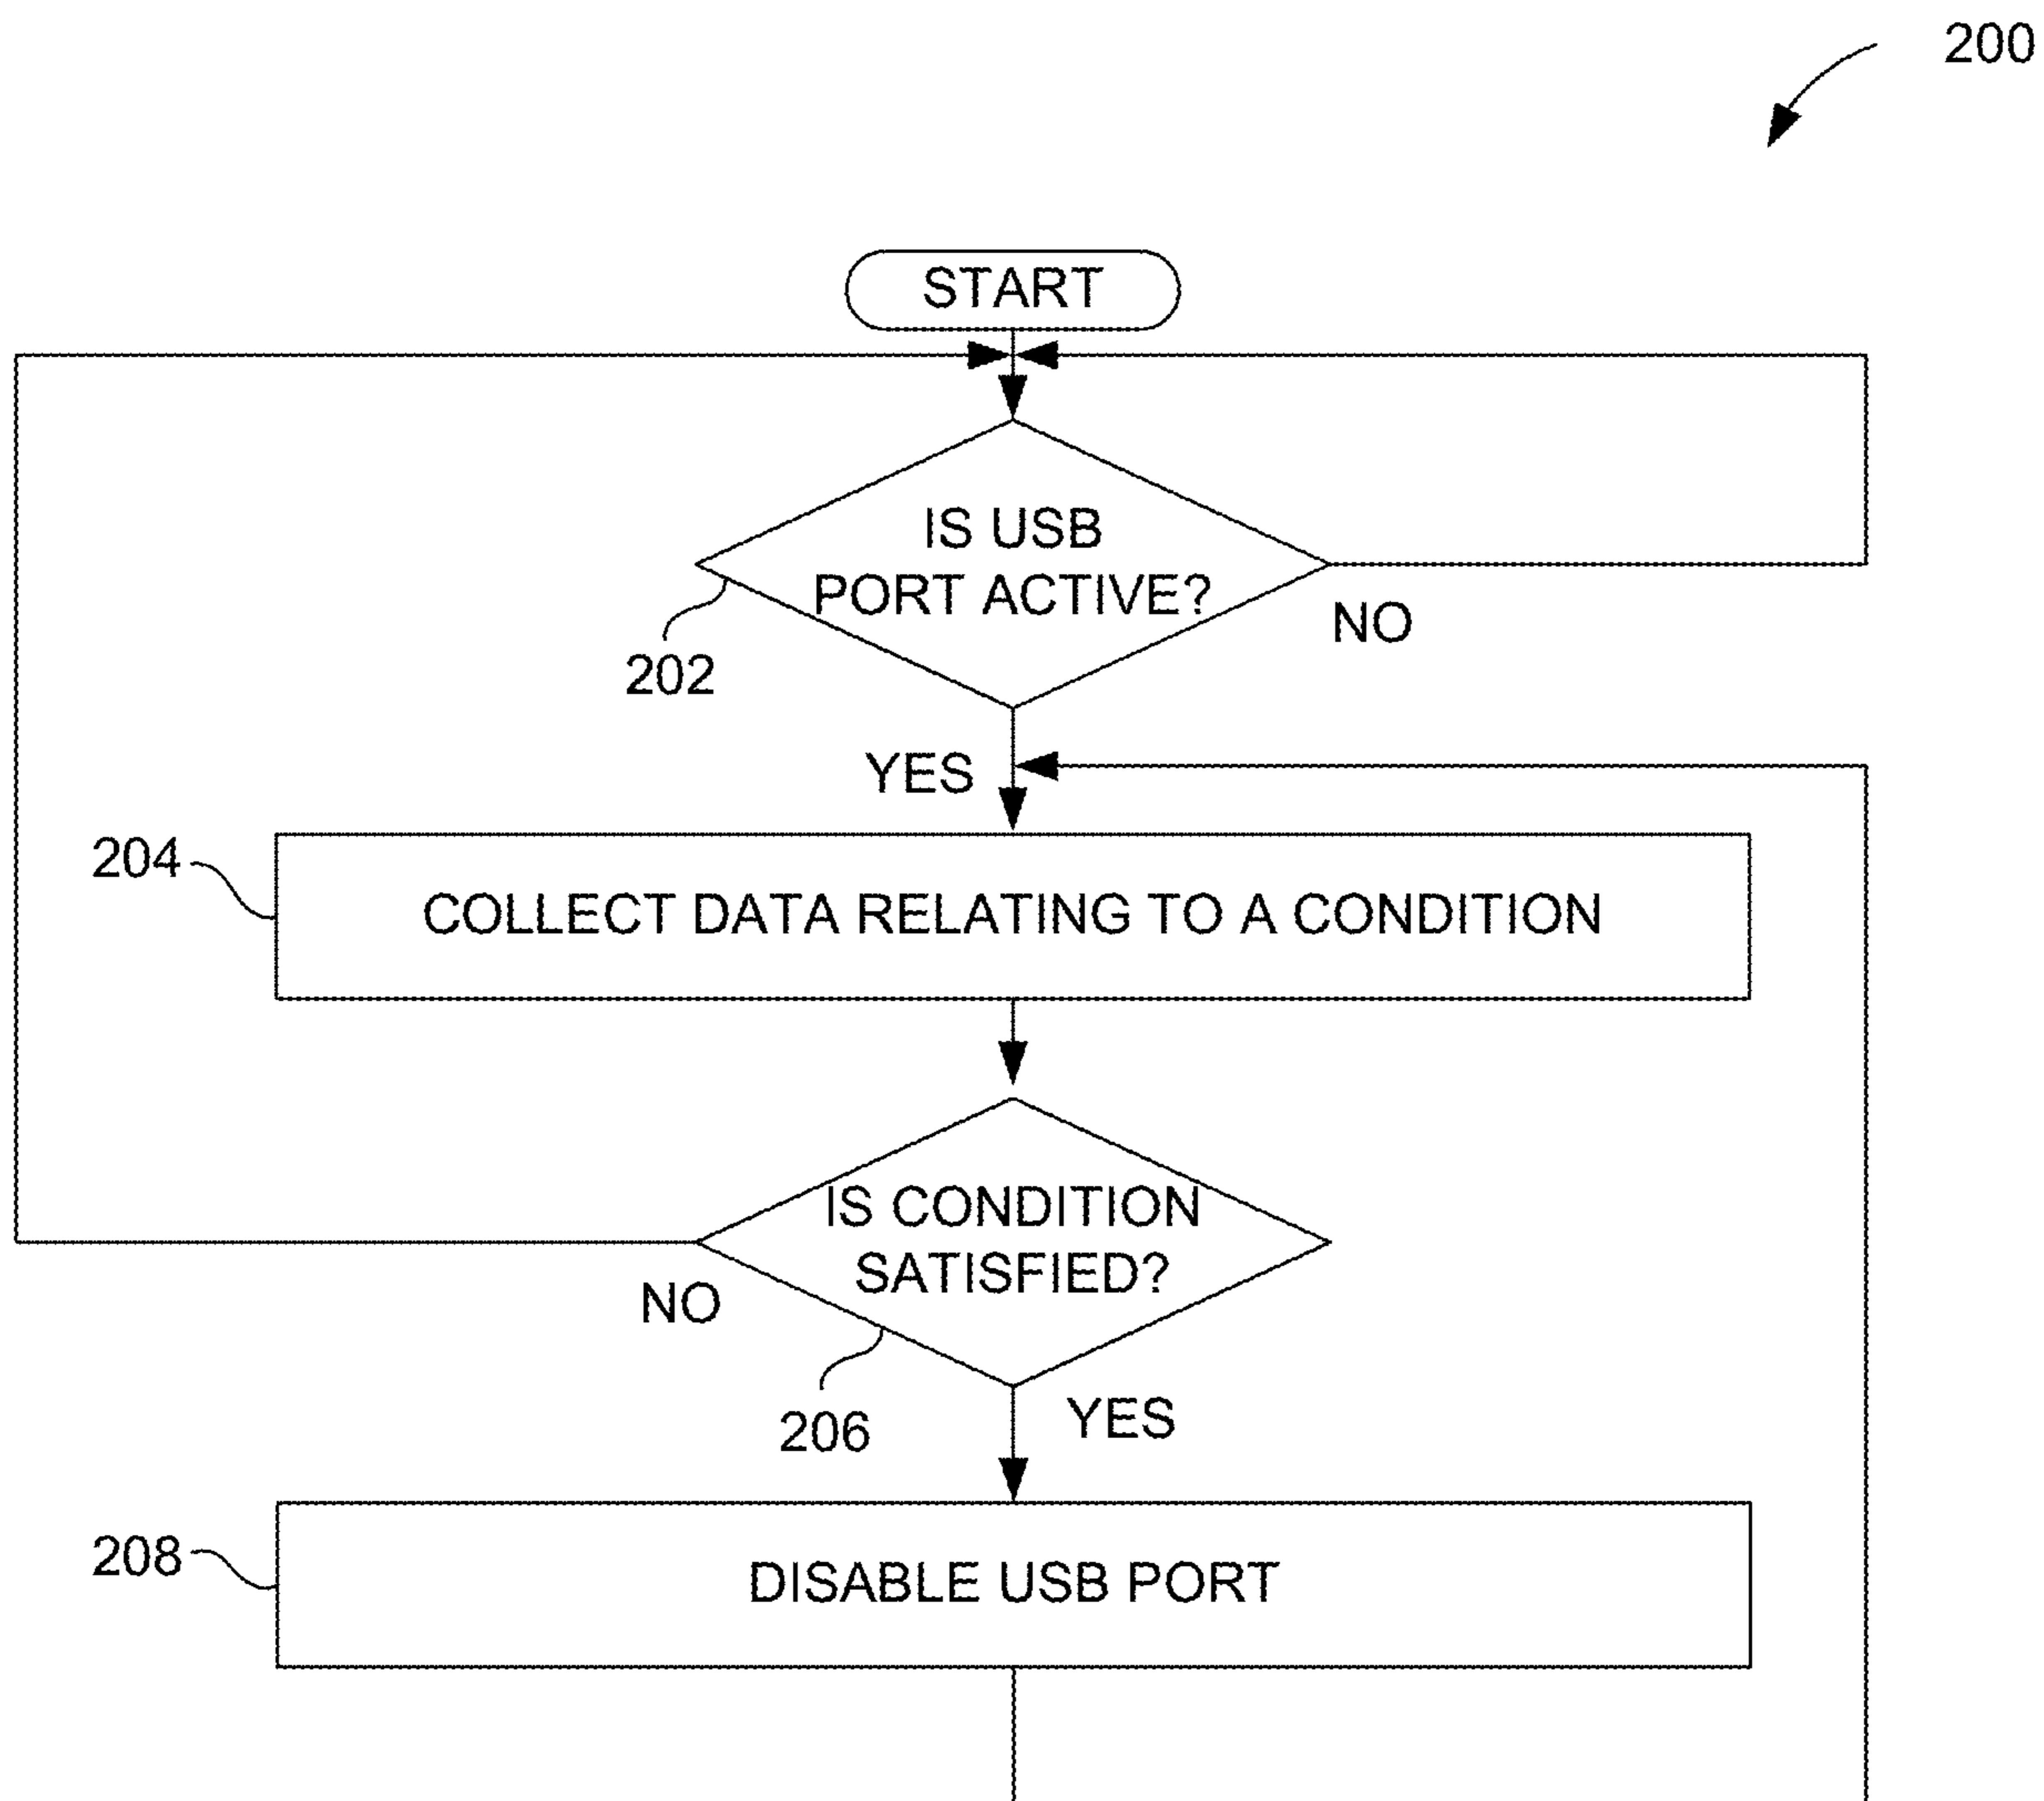 200
START
IS USB
PORT ACTIVE?
NO
202
YES
204
COLLECT DATA RELATING TO A CONDITION
IS CONDITION
SATISFIED?
NO
206
YES
208
DISABLE USB PORT